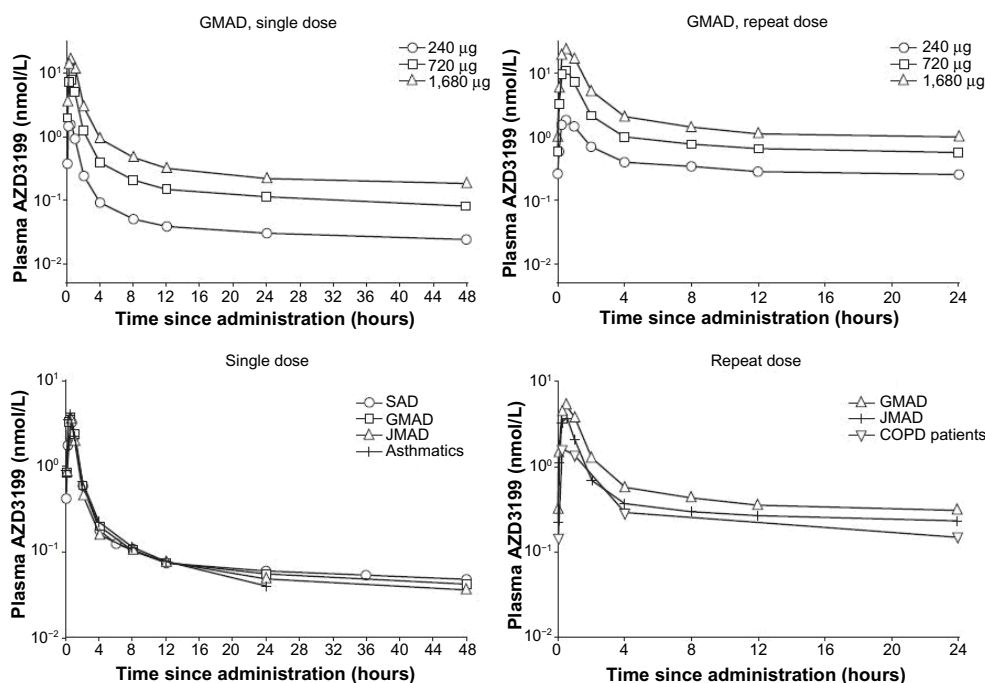 GMAD, single dose
Plasma AZD3199 (nmol/L)
10¹
10⁰
10⁻¹
10⁻²
240 µg
720 µg
1,680 µg
0 4 8 12 16 20 24 28 32 36 40 44 48
Time since administration (hours)
GMAD, repeat dose
Plasma AZD3199 (nmol/L)
10¹
10⁰
10⁻¹
10⁻²
240 µg
720 µg
1,680 µg
0 4 8 12 16 20 24
Time since administration (hours)
Single dose
Plasma AZD3199 (nmol/L)
10¹
10⁰
10⁻¹
10⁻²
SAD
GMAD
JMAD
Asthmatics
0 4 8 12 16 20 24 28 32 36 40 44 48
Time since administration (hours)
Repeat dose
Plasma AZD3199 (nmol/L)
10¹
10⁰
10⁻¹
10⁻²
GMAD
JMAD
COPD patients
0 4 8 12 16 20 24
Time since administration (hours)